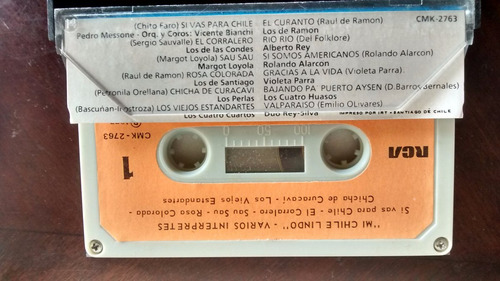 CMK-2763
(Chito Faro) SI VAS PARA CHILE
Pedro Messone - Orq. y Coros: Vicente Bianchi
(Sergio Sauvalle) EL CORRALERO
Los de las Condes
(Margot Loyola) SAU SAU
Margot Loyola
(Raul de Ramon) ROSA COLORADA
Los de Santiago
(Petronila Orellana) CHICHA DE CURACAVI
Los Perlas
(Bascuñan-Inostroza) LOS VIEJOS ESTANDARTES
Los Cuatro Cuartos
EL CURANTO (Raul de Ramon)
Los de Ramon
RIO RIO (Del Folklore)
Alberto Rey
SI SOMOS AMERICANOS (Rolando Alarcon)
Rolando Alarcon
GRACIAS A LA VIDA (Violeta Parra)
Violeta Parra
BAJANDO PA' PUERTO AYSEN (D. Barros-Bernales)
Los Cuatro Huasos
VALPARAISO (Emilio Olivares)
Duo Rey-Silva
IMPRESO POR IRT - SANTIAGO DE CHILE
"MI CHILE LINDO" - VARIOS INTERPRETES
Si vas para Chile - El Corralero - Sau Sau - Rosa Colorada -
Chicha de Curacavi - Los Viejos Estandartes
RCA
1
CMK-2763
100 50 0